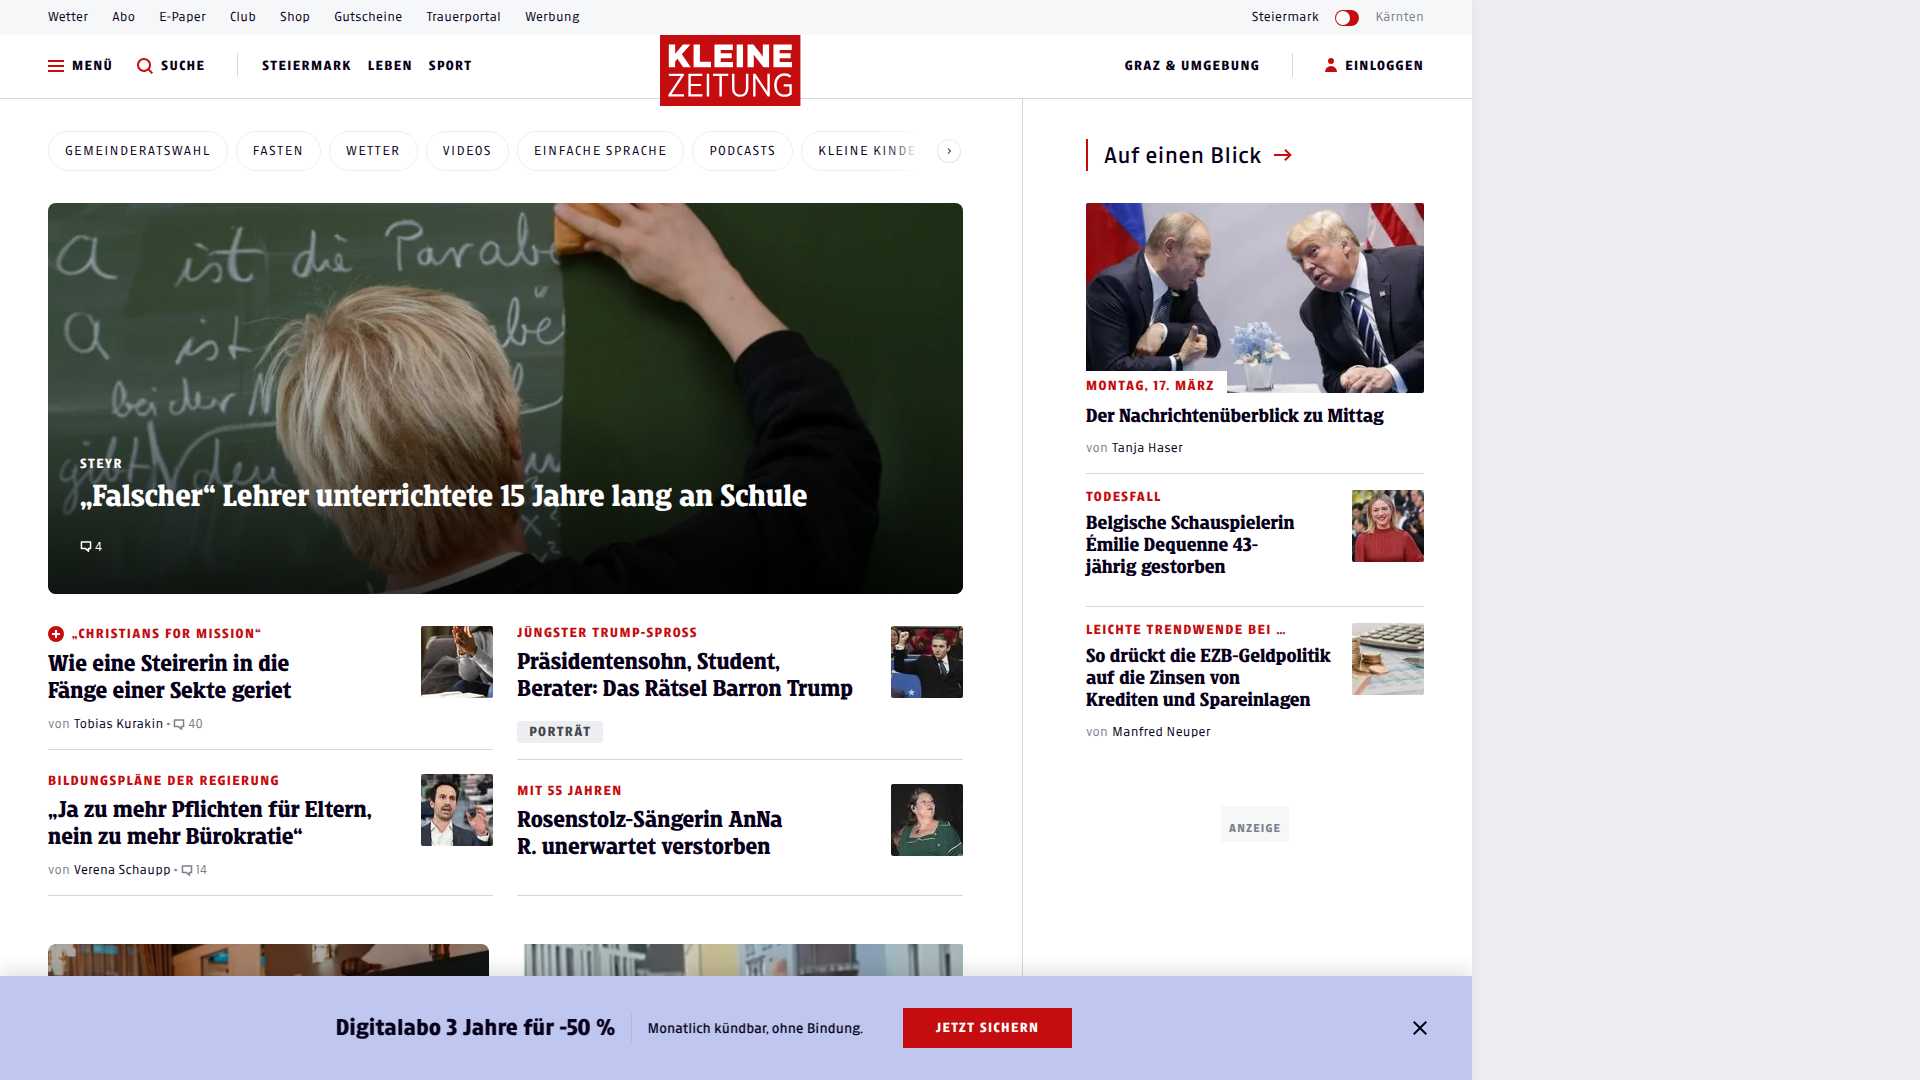 Wetter Abo E-Paper Club Shop Gutscheine Trauerportal Werbung
Steiermark Kärnten
MENÜ SUCHE STEIERMARK LEBEN SPORT
KLEINE
ZEITUNG
GRAZ & UMGEBUNG EINLOGGEN
GEMEINDERATSWAHL FASTEN WETTER VIDEOS EINFACHE SPRACHE PODCASTS KLEINE KINDE
a ist die Parabe
a ist
bei der
STEYR
„Falscher“ Lehrer unterrichtete 15 Jahre lang an Schule
4
„CHRISTIANS FOR MISSION“
Wie eine Steirerin in die
Fänge einer Sekte geriet
von Tobias Kurakin • 40
BILDUNGSPLÄNE DER REGIERUNG
„Ja zu mehr Pflichten für Eltern,
nein zu mehr Bürokratie“
von Verena Schaupp • 14
JÜNGSTER TRUMP-SPROSS
Präsidentensohn, Student,
Berater: Das Rätsel Barron Trump
PORTRÄT
MIT 55 JAHREN
Rosenstolz-Sängerin AnNa
R. unerwartet verstorben
Auf einen Blick
MONTAG, 17. MÄRZ
Der Nachrichtenüberblick zu Mittag
von Tanja Haser
TODESFALL
Belgische Schauspielerin
Émilie Dequenne 43-
jährig gestorben
LEICHTE TRENDWENDE BEI ...
So drückt die EZB-Geldpolitik
auf die Zinsen von
Krediten und Spareinlagen
von Manfred Neuper
ANZEIGE
Digitalabo 3 Jahre für -50 %
Monatlich kündbar, ohne Bindung.
JETZT SICHERN